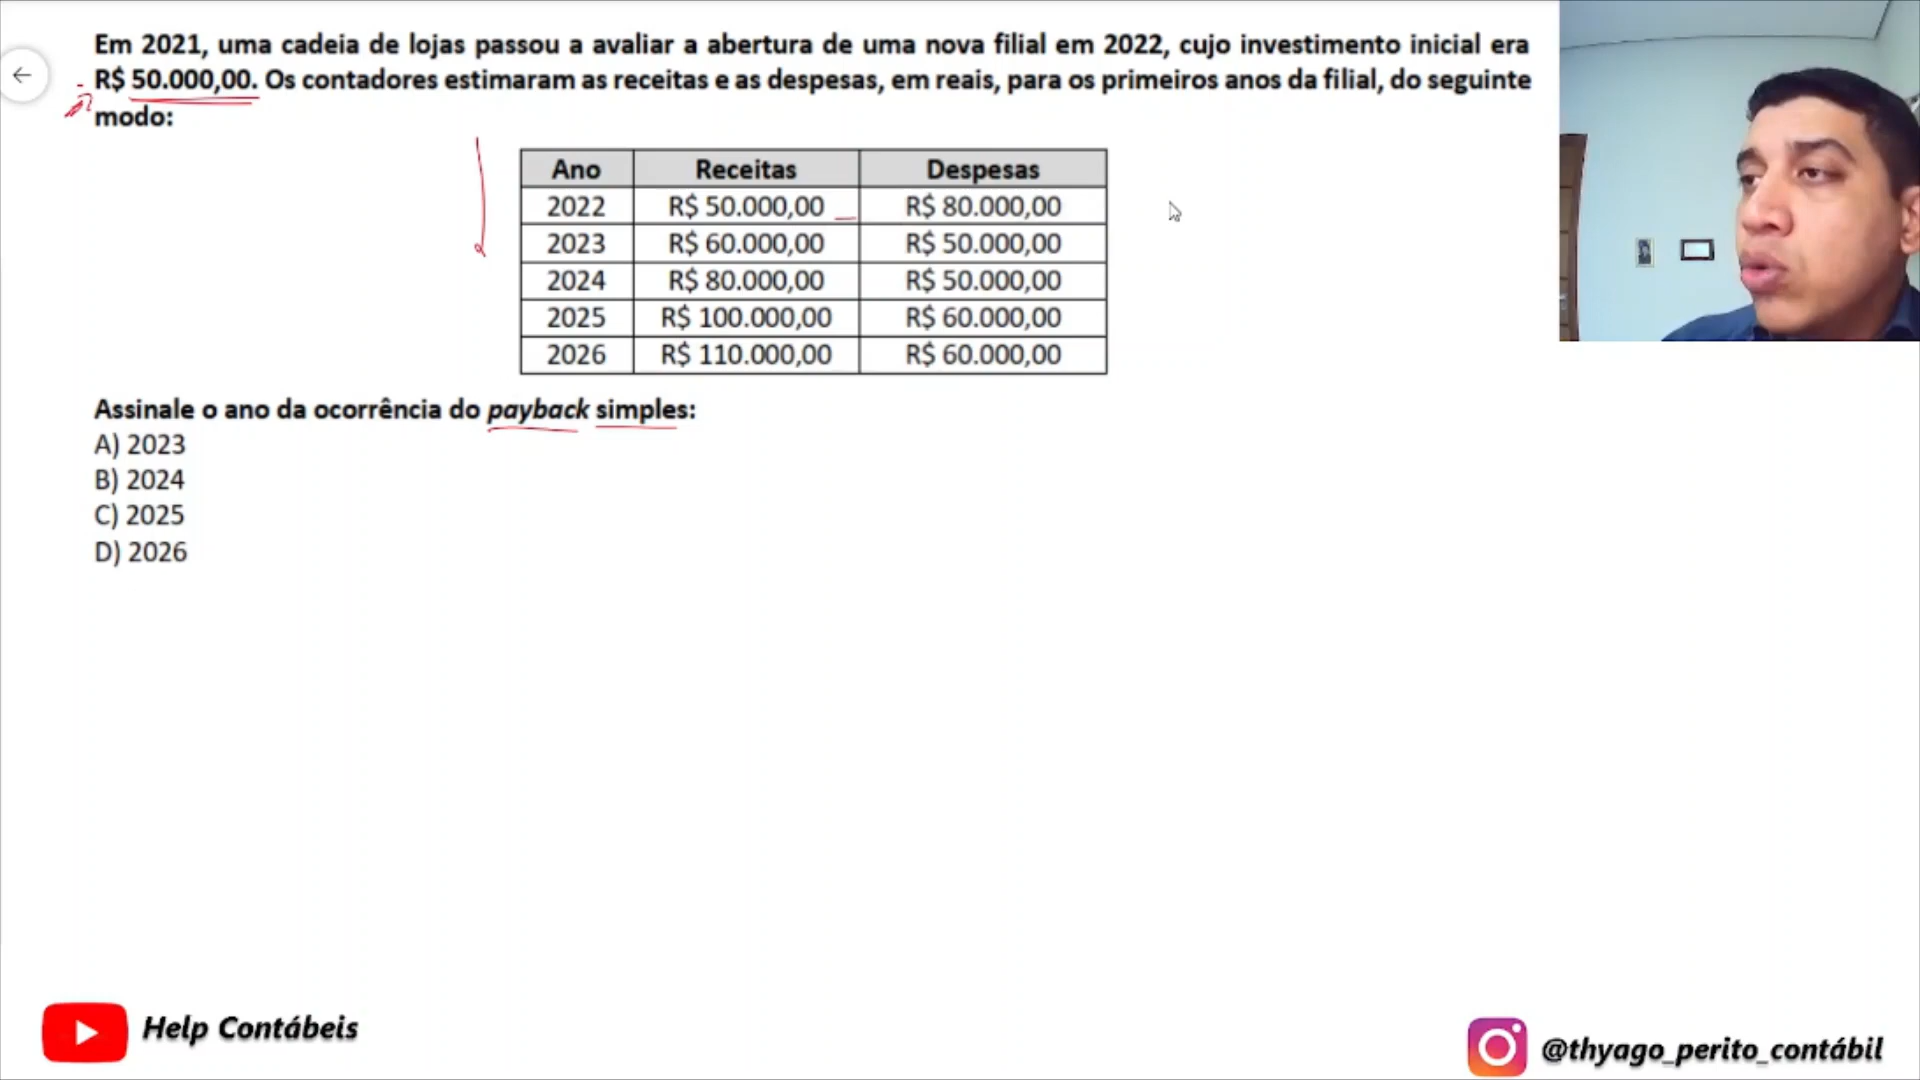 Em 2021, uma cadeia de lojas passou a avaliar a abertura de uma nova filial em 2022, cujo investimento inicial era
R$ 50.000,00. Os contadores estimaram as receitas e as despesas, em reais, para os primeiros anos da filial, do seguinte
modo:
Ano Receitas Despesas
2022 R$ 50.000,00 R$ 80.000,00
2023 R$ 60.000,00 R$ 50.000,00
2024 R$ 80.000,00 R$ 50.000,00
2025 R$ 100.000,00 R$ 60.000,00
2026 R$ 110.000,00 R$ 60.000,00
Assinale o ano da ocorrência do payback simples:
A) 2023
B) 2024
C) 2025
D) 2026
Help Contábeis
@thyago_perito_contábil